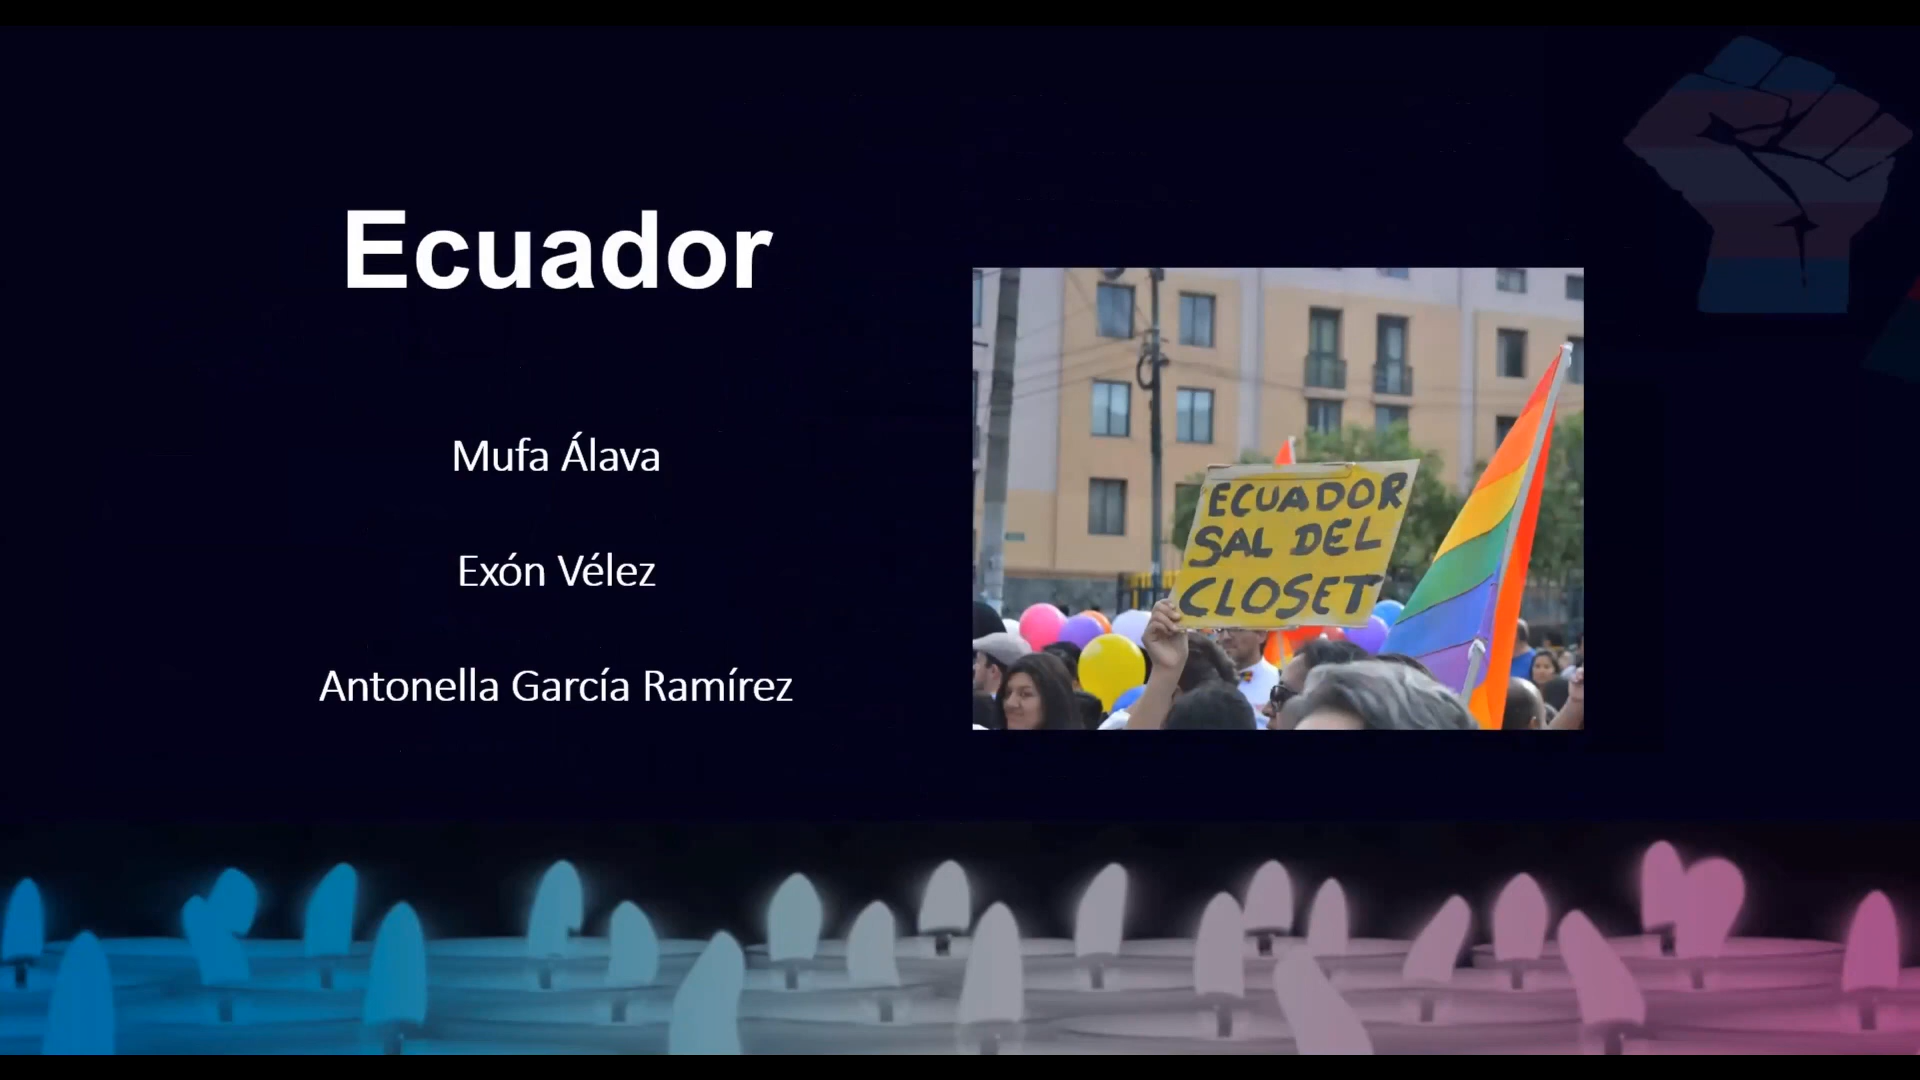 Ecuador
Mufa Álava
Exón Vélez
Antonella García Ramírez
ECUADOR
SAL DEL
CLOSET